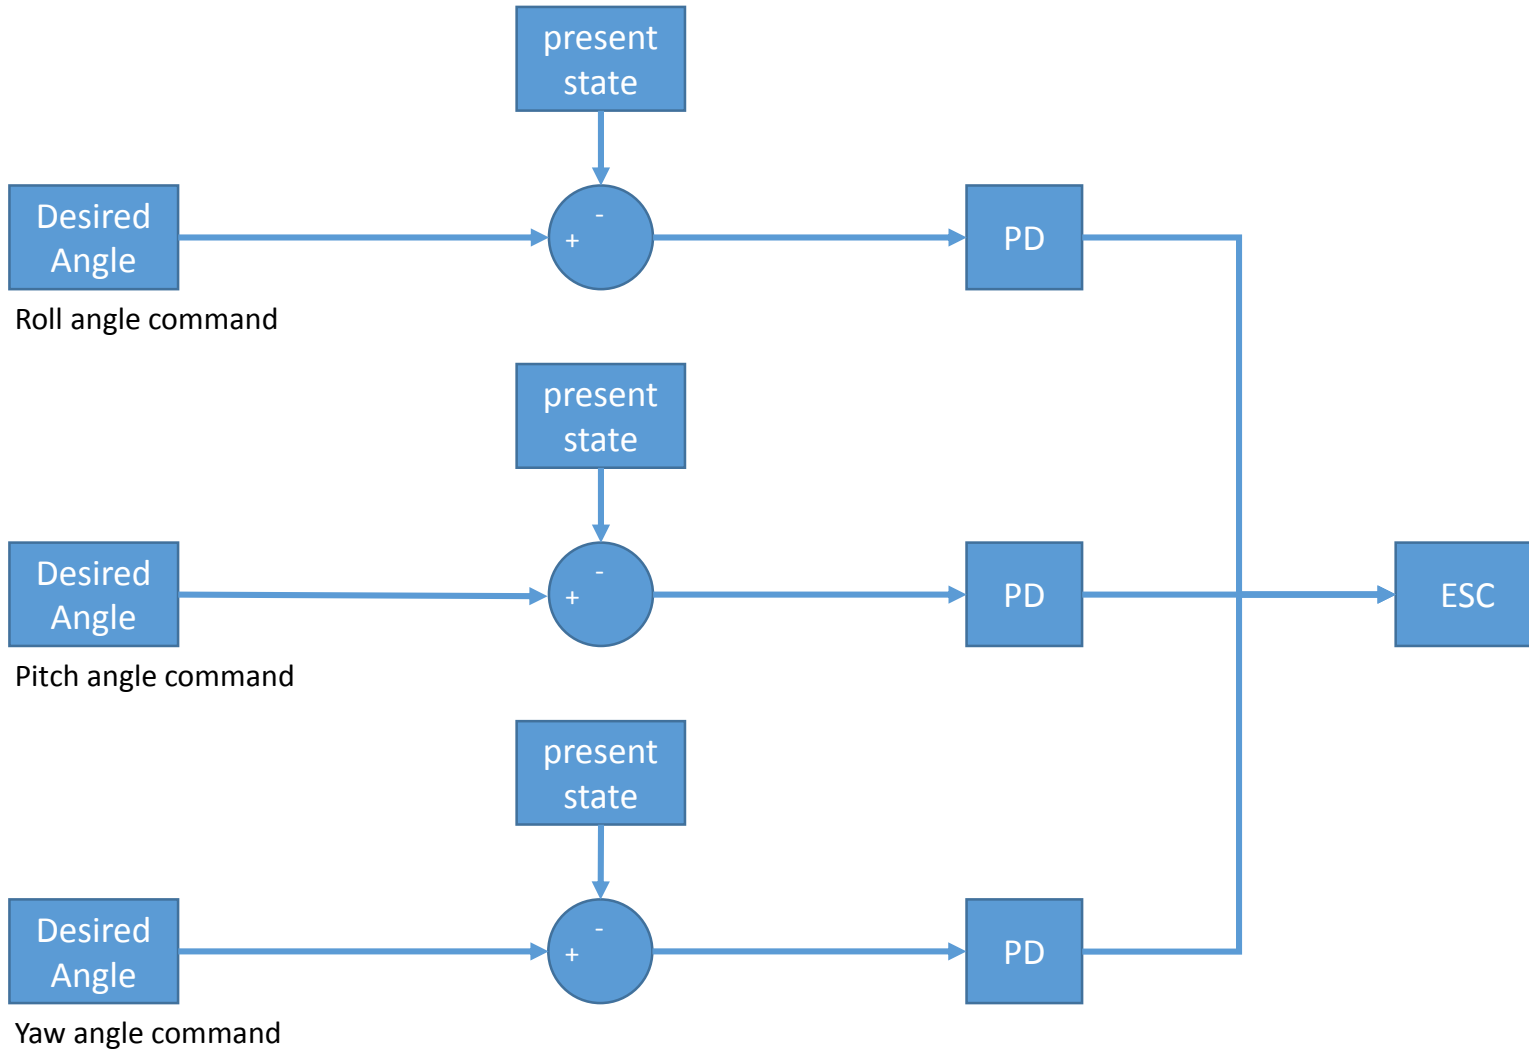 present
state
Desired
Angle
-
+
PD
Roll angle command
present
state
Desired
Angle
-
+
PD
ESC
Pitch angle command
present
state
Desired
Angle
-
+
PD
Yaw angle command